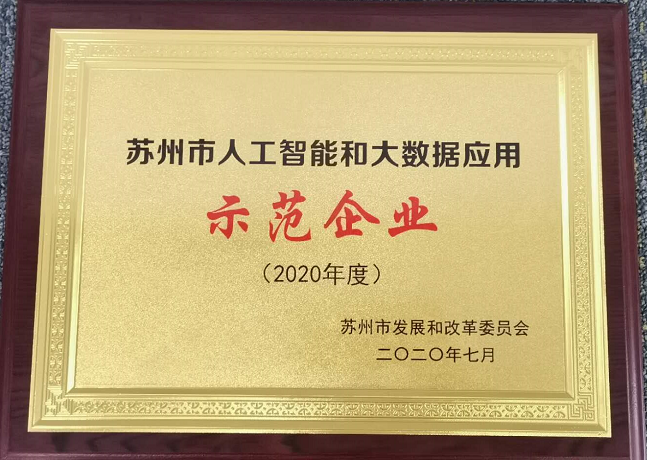 苏州市人工智能和大数据应用
示范企业
（2020年度）
苏州市发展和改革委员会
二〇二〇年七月